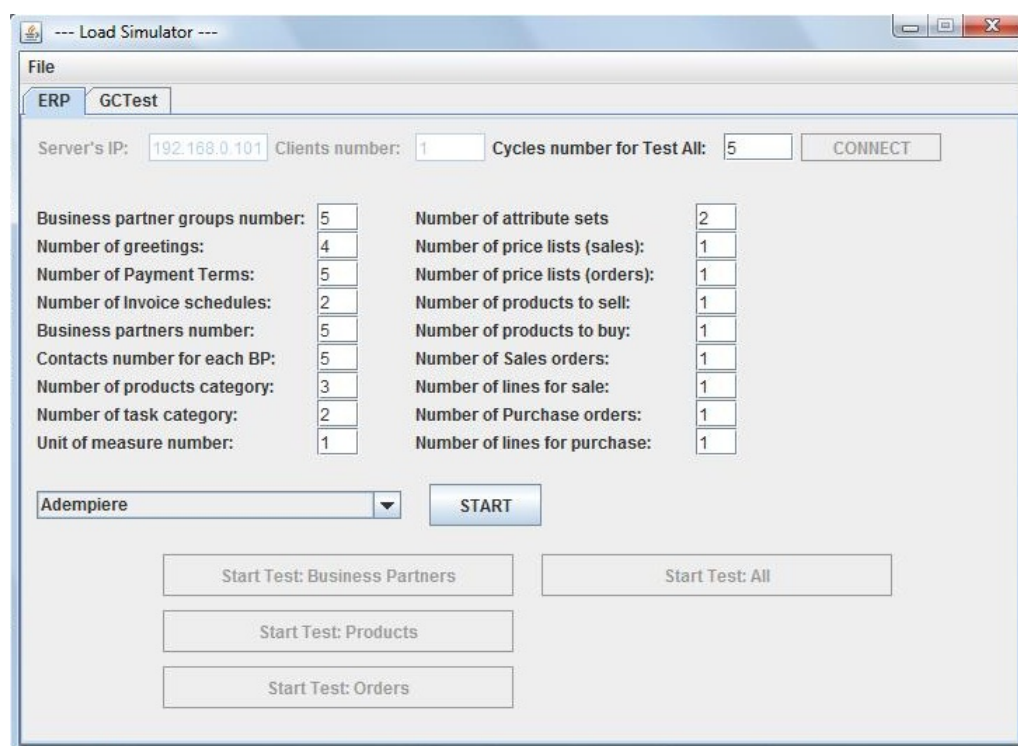 --- Load Simulator ---
File
ERP GCTest
Server's IP: 192.168.0.101 Clients number: 1 Cycles number for Test All: 5 CONNECT
Business partner groups number: 5 Number of attribute sets 2
Number of greetings: 4 Number of price lists (sales): 1
Number of Payment Terms: 5 Number of price lists (orders): 1
Number of Invoice schedules: 2 Number of products to sell: 1
Business partners number: 5 Number of products to buy: 1
Contacts number for each BP: 5 Number of Sales orders: 1
Number of products category: 3 Number of lines for sale: 1
Number of task category: 2 Number of Purchase orders: 1
Unit of measure number: 1 Number of lines for purchase: 1
Adempiere START
Start Test: Business Partners Start Test: All
Start Test: Products
Start Test: Orders